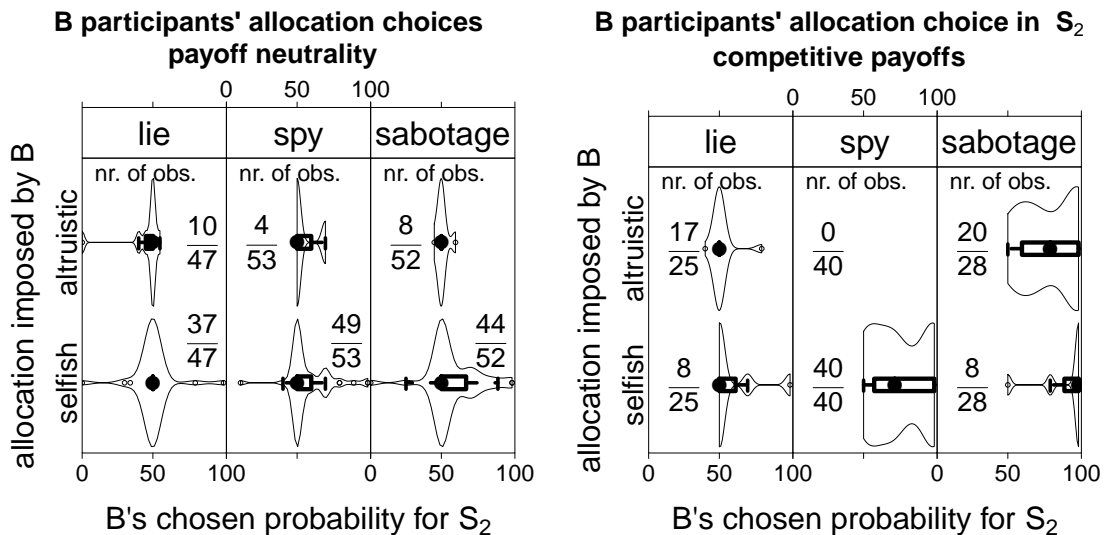 B participants' allocation choices
payoff neutrality
0 50 100
lie spy sabotage
nr. of obs. nr. of obs. nr. of obs.
allocation imposed by B
altruistic
10
47
4
53
8
52
selfish
37
47
49
53
44
52
0 50 100 0 50 100
B's chosen probability for S₂
B participants' allocation choice in S₂
competitive payoffs
0 50 100
lie spy sabotage
nr. of obs. nr. of obs. nr. of obs.
allocation imposed by B
altruistic
17
25
0
40
20
28
selfish
8
25
40
40
8
28
0 50 100 0 50 100
B's chosen probability for S₂